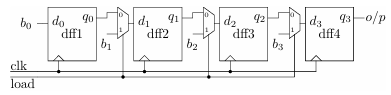 b₀ d₀ q₀ 0 1 d₁ q₁ 0 1 d₂ q₂ 0 1 d₃ q₃ o/p
dff1 b₁ dff2 b₂ dff3 b₃ dff4
clk
load